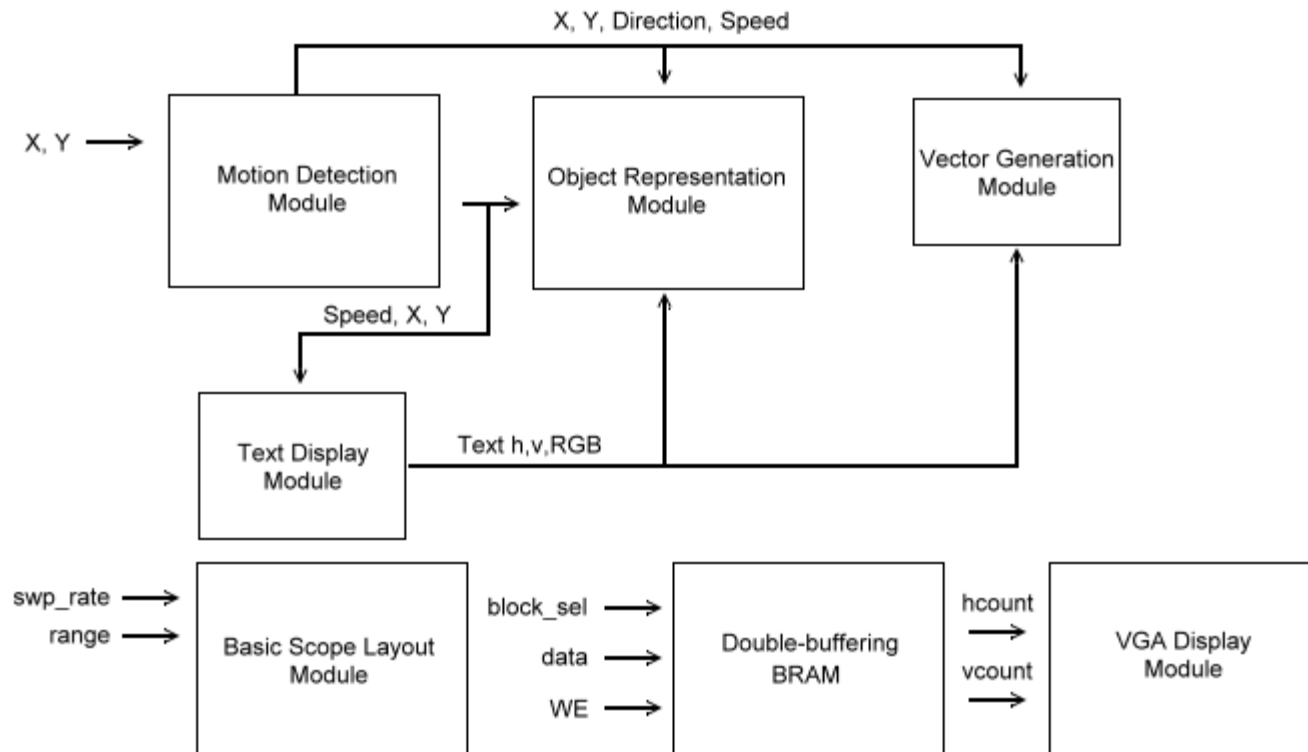 X, Y, Direction, Speed
X, Y
Motion Detection
Module
Object Representation
Module
Vector Generation
Module
Speed, X, Y
Text Display
Module
Text h,v,RGB
swp_rate
range
Basic Scope Layout
Module
block_sel
data
WE
Double-buffering
BRAM
hcount
vcount
VGA Display
Module